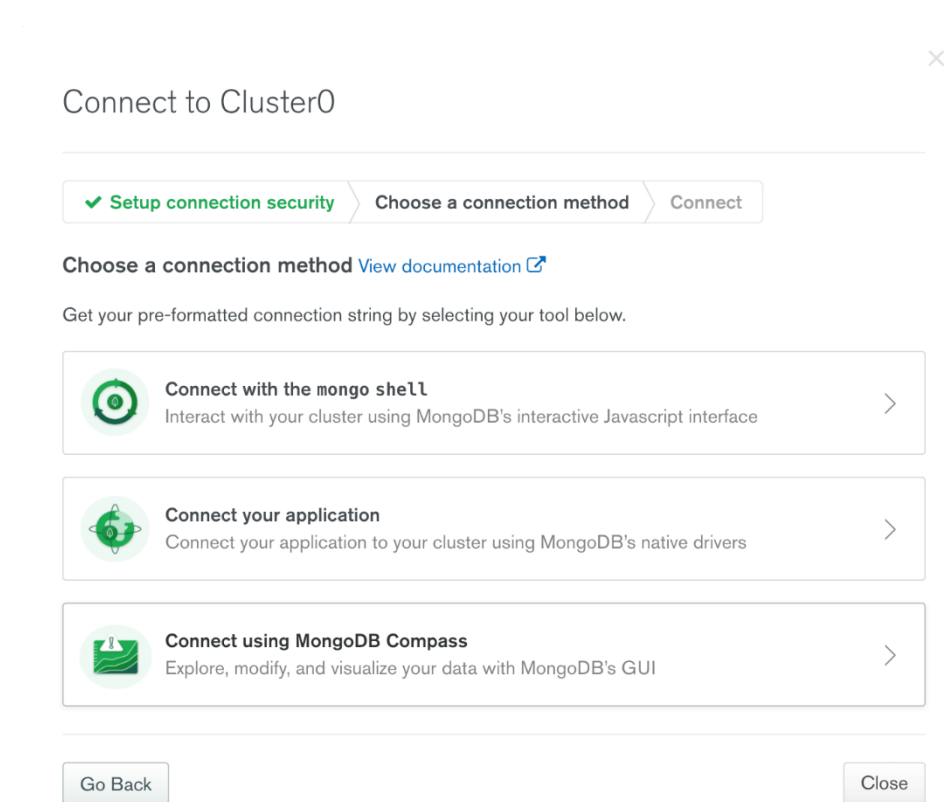 Connect to Cluster0
Setup connection security Choose a connection method Connect
Choose a connection method View documentation
Get your pre-formatted connection string by selecting your tool below.
Connect with the mongo shell
Interact with your cluster using MongoDB's interactive Javascript interface
Connect your application
Connect your application to your cluster using MongoDB's native drivers
Connect using MongoDB Compass
Explore, modify, and visualize your data with MongoDB's GUI
Go Back Close